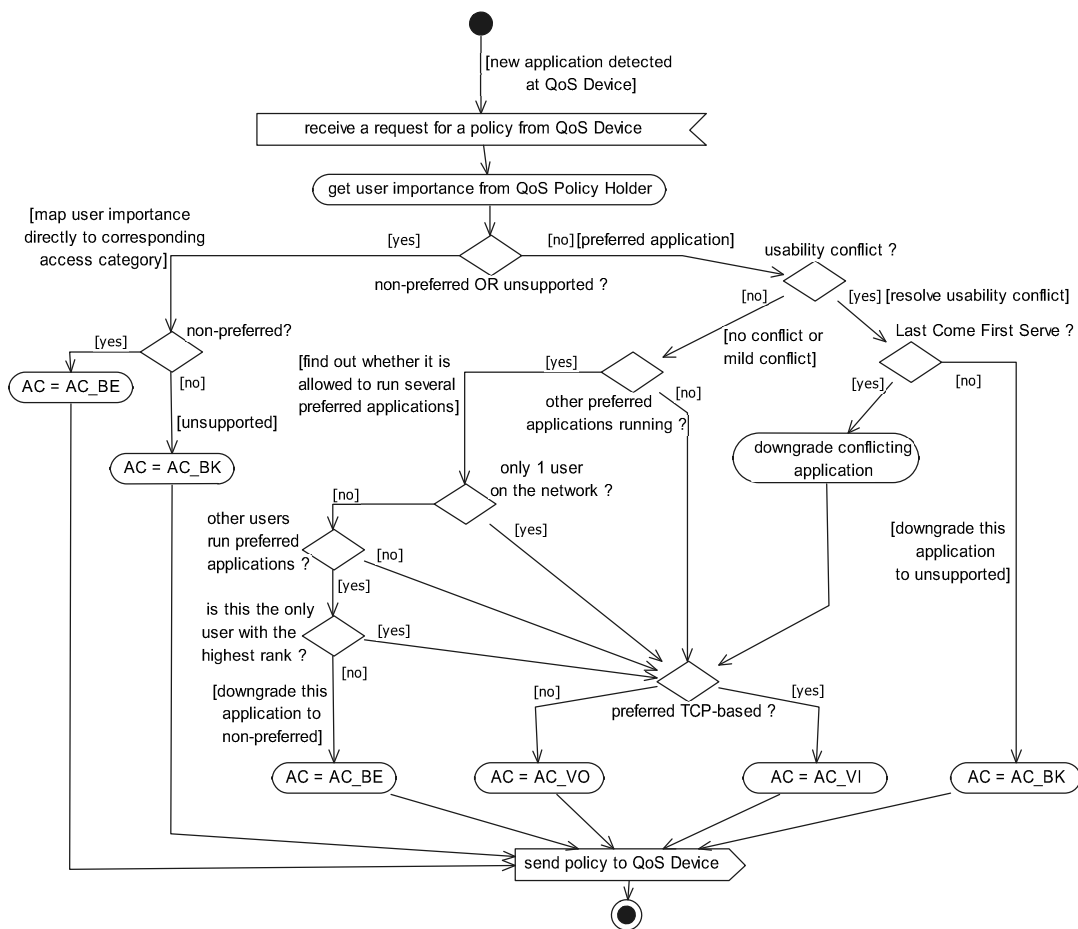 [new application detected
at QoS Device]
receive a request for a policy from QoS Device
get user importance from QoS Policy Holder
[map user importance
directly to corresponding
access category]
[yes]
[no] [preferred application]
non-preferred OR unsupported ?
usability conflict ?
[no]
[yes] [resolve usability conflict]
non-preferred?
[yes]
[no]
AC = AC_BE
[unsupported]
AC = AC_BK
[find out whether it is
allowed to run several
preferred applications]
[yes]
[no conflict or
mild conflict]
[no]
other preferred
applications running ?
Last Come First Serve ?
[yes]
[no]
downgrade conflicting
application
only 1 user
on the network ?
[no]
[yes]
other users
run preferred
applications ?
[no]
[yes]
[downgrade this
application
to unsupported]
is this the only
user with the
highest rank ?
[yes]
[no]
[downgrade this
application to
non-preferred]
[no]
[yes]
preferred TCP-based ?
AC = AC_BE
AC = AC_VO
AC = AC_VI
AC = AC_BK
send policy to QoS Device